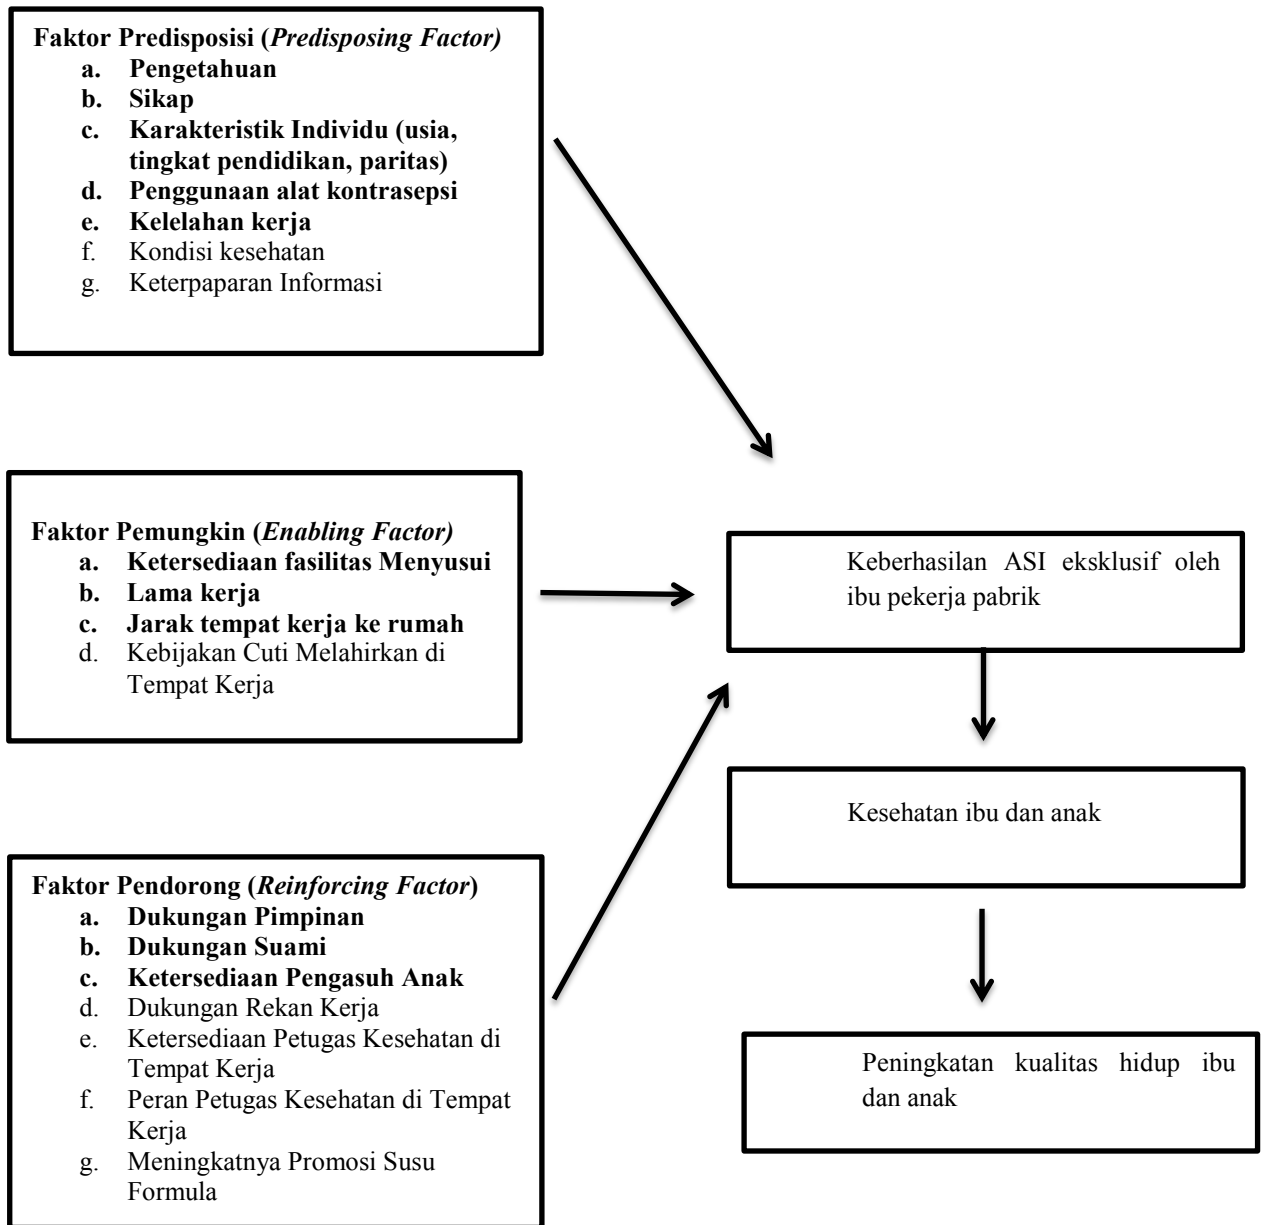 Faktor Predisposisi (Predisposing Factor)
a. Pengetahuan
b. Sikap
c. Karakteristik Individu (usia,
tingkat pendidikan, paritas)
d. Penggunaan alat kontrasepsi
e. Kelelahan kerja
f. Kondisi kesehatan
g. Keterpaparan Informasi
Faktor Pemungkin (Enabling Factor)
a. Ketersediaan fasilitas Menyusui
b. Lama kerja
c. Jarak tempat kerja ke rumah
d. Kebijakan Cuti Melahirkan di
Tempat Kerja
Faktor Pendorong (Reinforcing Factor)
a. Dukungan Pimpinan
b. Dukungan Suami
c. Ketersediaan Pengasuh Anak
d. Dukungan Rekan Kerja
e. Ketersediaan Petugas Kesehatan di
Tempat Kerja
f. Peran Petugas Kesehatan di Tempat
Kerja
g. Meningkatnya Promosi Susu
Formula
Keberhasilan ASI eksklusif oleh
ibu pekerja pabrik
Kesehatan ibu dan anak
Peningkatan kualitas hidup ibu
dan anak